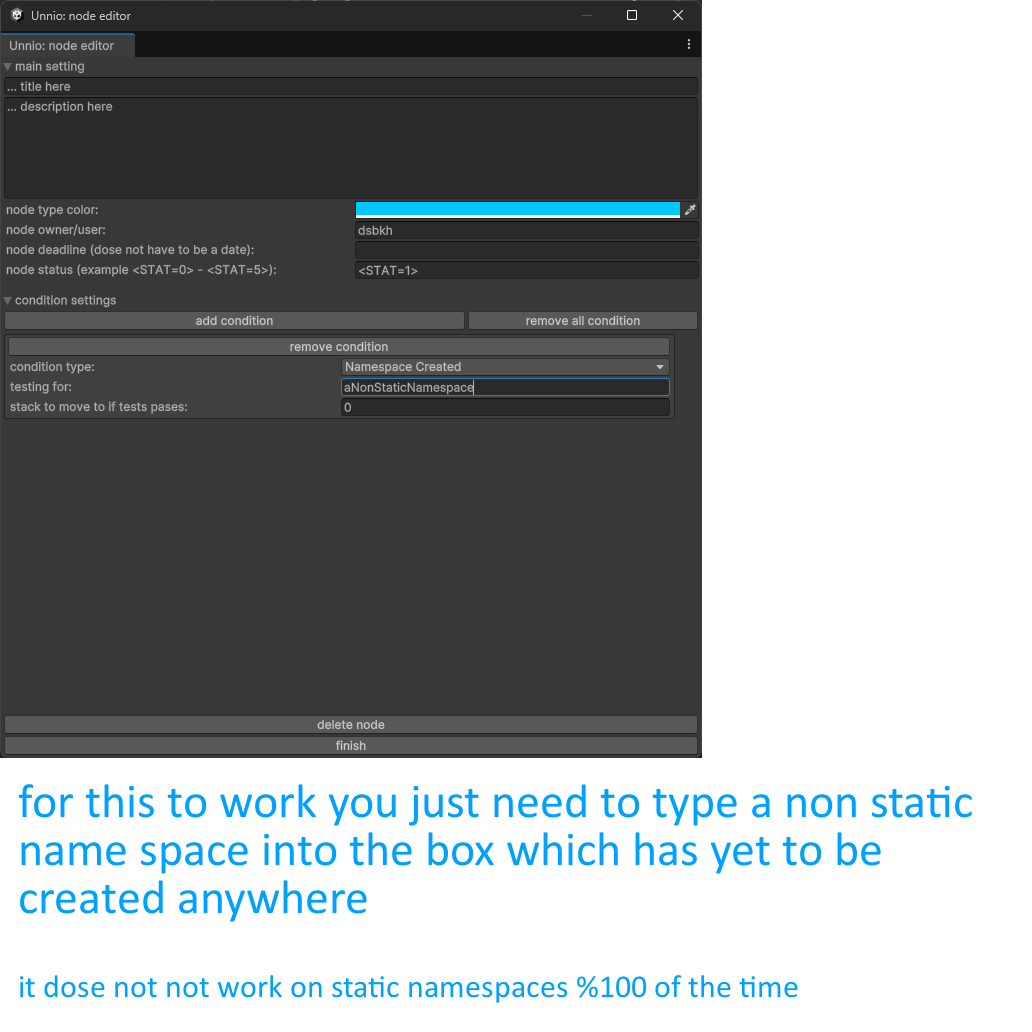 Unnio: node editor
Unnio: node editor
main setting
... title here
... description here
node type color:
node owner/user: dsbkh
node deadline (dose not have to be a date):
node status (example <STAT=0> - <STAT=5>): <STAT=1>
condition settings
add condition remove all condition
remove condition
condition type: Namespace Created
testing for: aNonStaticNamespace
stack to move to if tests pases: 0
delete node
finish
for this to work you just need to type a non static
name space into the box which has yet to be
created anywhere
it dose not not work on static namespaces %100 of the time